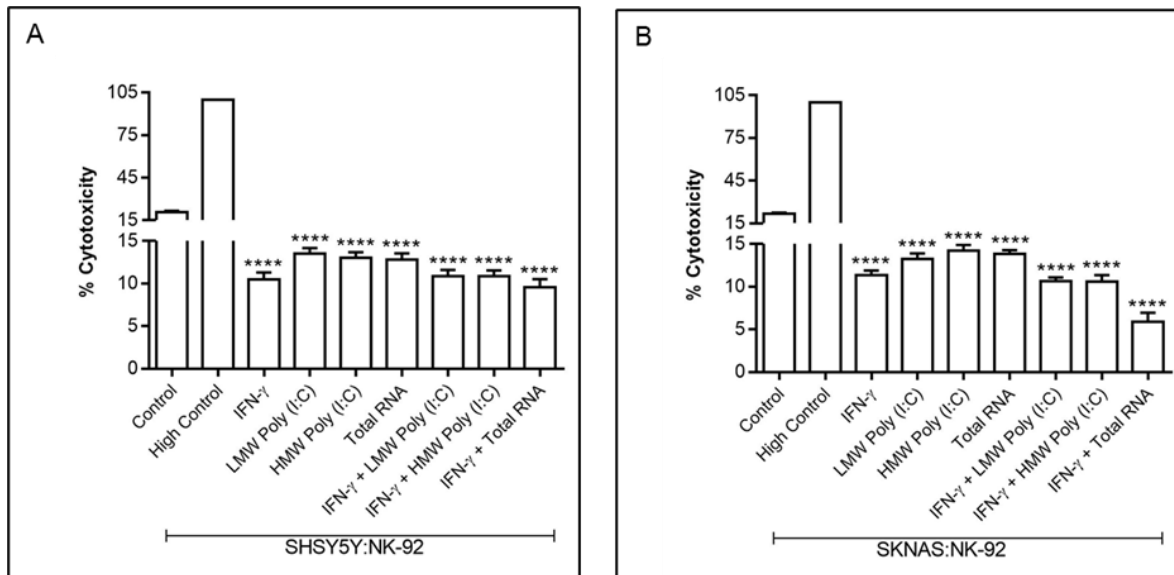 A
% Cytotoxicity
105
75
45
15
15
10
5
0
****
****
****
****
****
****
****
Control
High Control
IFN-γ
LMW Poly (I:C)
HMW Poly (I:C)
Total RNA
IFN-γ + LMW Poly (I:C)
IFN-γ + HMW Poly (I:C)
IFN-γ + Total RNA
SHSY5Y:NK-92
B
% Cytotoxicity
105
75
45
15
15
10
5
0
****
****
****
****
****
****
****
Control
High Control
IFN-γ
LMW Poly (I:C)
HMW Poly (I:C)
Total RNA
IFN-γ + LMW Poly (I:C)
IFN-γ + HMW Poly (I:C)
IFN-γ + Total RNA
SKNAS:NK-92